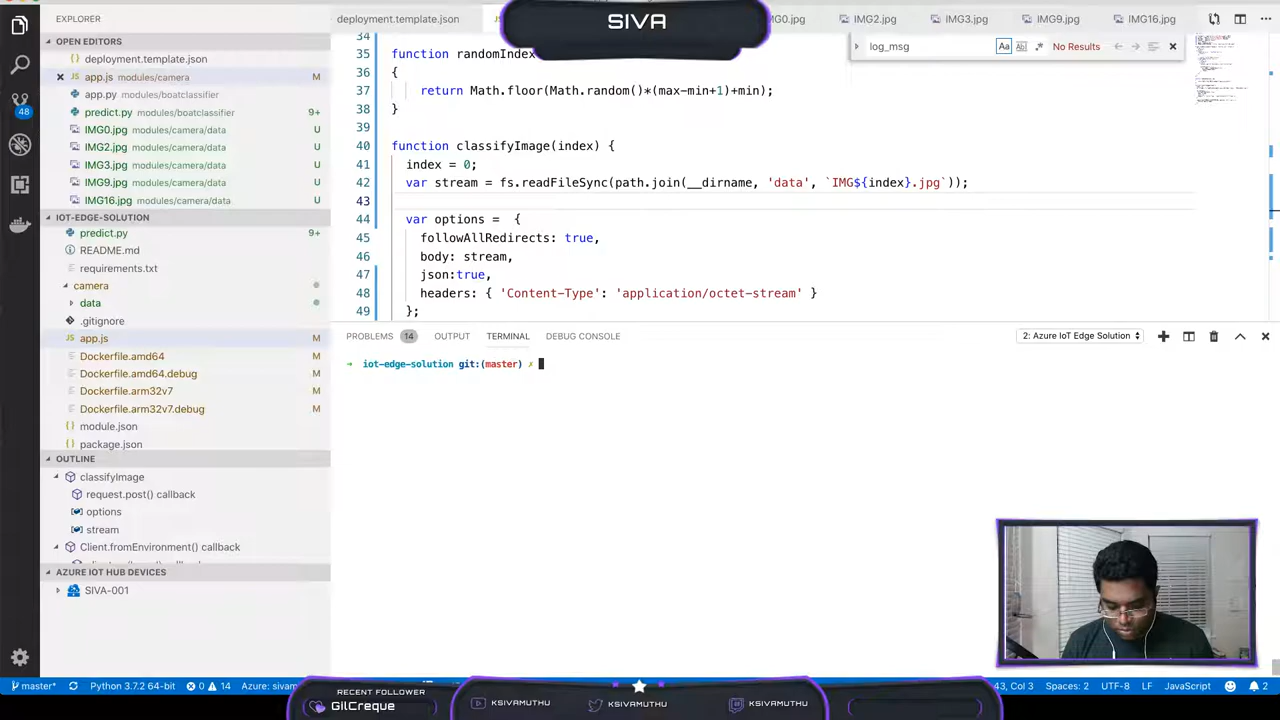 SIVA
EXPLORER
OPEN EDITORS
deployment.template.json
app.js modules/camera M
app.py modules/boatclassifier
predict.py modules/boatclassifier 9+
IMG0.jpg modules/camera/data U
IMG2.jpg modules/camera/data U
IMG3.jpg modules/camera/data U
IMG9.jpg modules/camera/data U
IMG16.jpg modules/camera/data U
IOT-EDGE-SOLUTION
predict.py 9+
README.md
requirements.txt
camera
data
.gitignore
app.js M
Dockerfile.amd64 M
Dockerfile.amd64.debug M
Dockerfile.arm32v7 M
Dockerfile.arm32v7.debug M
module.json
package.json
OUTLINE
classifyImage
request.post() callback
options
stream
Client.fromEnvironment() callback
AZURE IOT HUB DEVICES
SIVA-001
48
deployment.template.json
G0.jpg
IMG2.jpg
IMG3.jpg
IMG9.jpg
IMG16.jpg
log_msg
Aa
No Results
34
35 function randomIndex
36 {
37 return Math.floor(Math.random()*(max-min+1)+min);
38 }
39
40 function classifyImage(index) {
41 index = 0;
42 var stream = fs.readFileSync(path.join(__dirname, 'data', `IMG${index}.jpg`));
43
44 var options = {
45 followAllRedirects: true,
46 body: stream,
47 json:true,
48 headers: { 'Content-Type': 'application/octet-stream' }
49 };
PROBLEMS 14 OUTPUT TERMINAL DEBUG CONSOLE
2: Azure IoT Edge Solution
→ iot-edge-solution git:(master) ✗
master* Python 3.7.2 64-bit 0 14 Azure: sivam
43, Col 3 Spaces: 2 UTF-8 LF JavaScript 2
RECENT FOLLOWER
GilCreque
KSIVAMUTHU
KSIVAMUTHU
KSIVAMUTHU